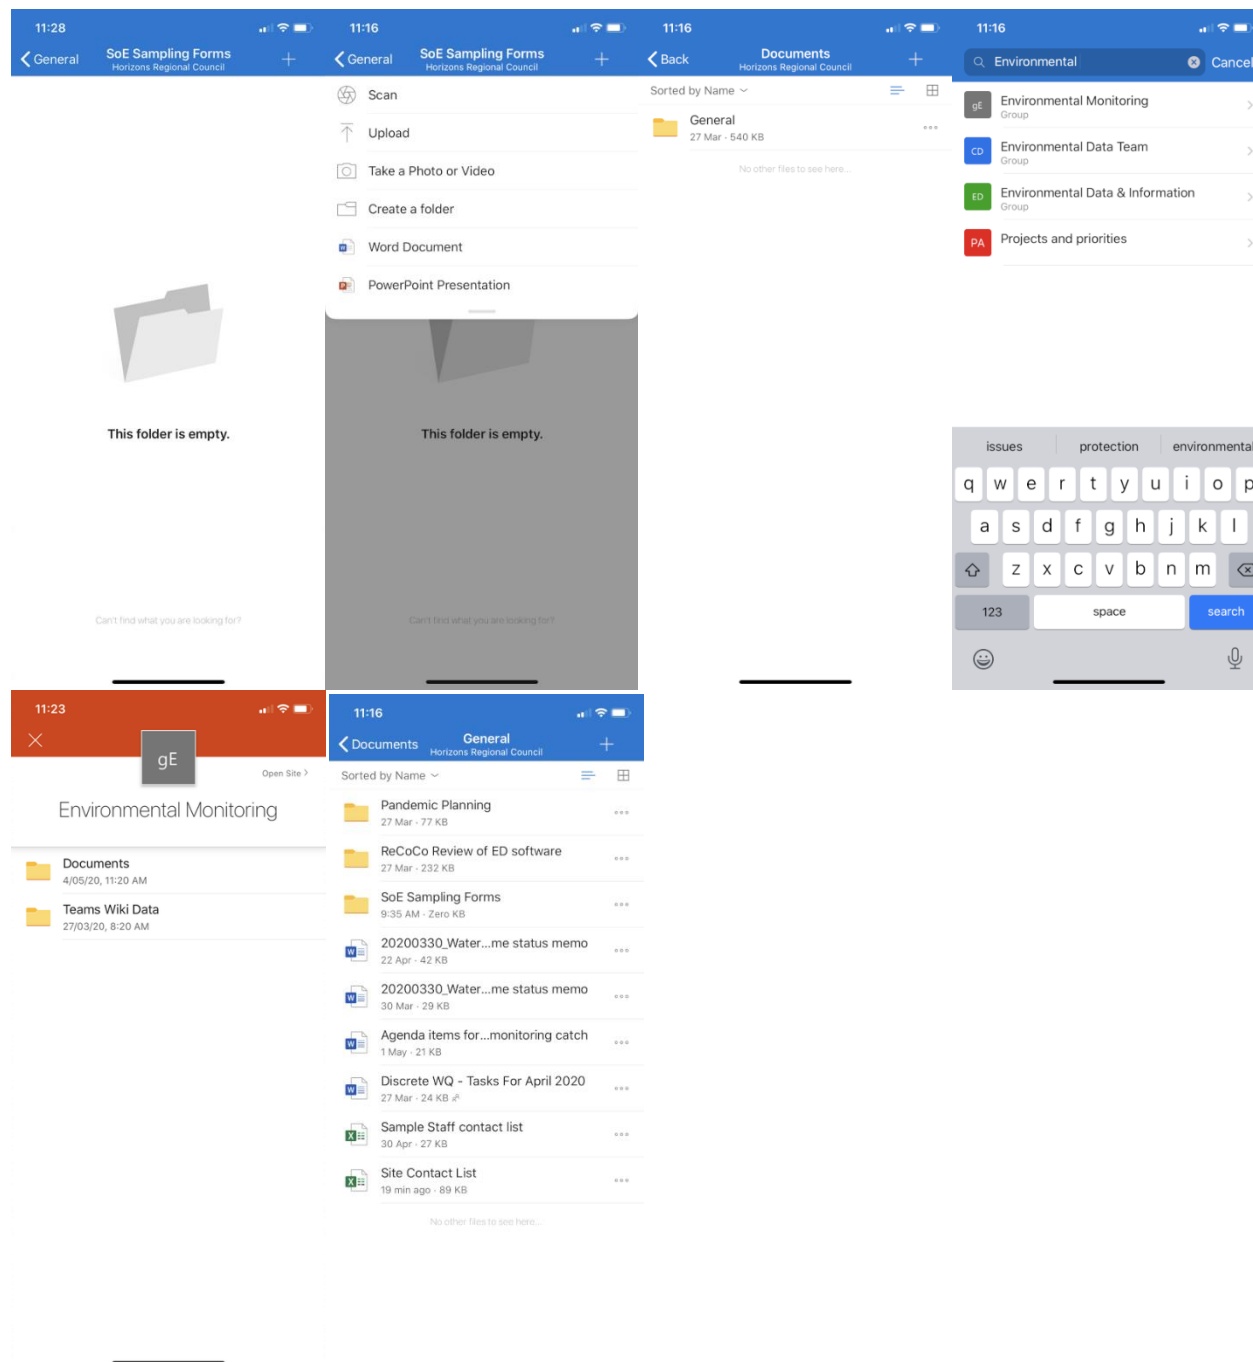 11:28
General
SoE Sampling Forms
Horizons Regional Council
This folder is empty.
Can't find what you are looking for?
11:16
General
SoE Sampling Forms
Horizons Regional Council
Scan
Upload
Take a Photo or Video
Create a folder
Word Document
PowerPoint Presentation
This folder is empty.
Can't find what you are looking for?
11:16
Back
Documents
Horizons Regional Council
Sorted by Name
General
27 Mar · 540 KB
No other files to see here...
11:16
Environmental
Cancel
gE
Environmental Monitoring
Group
CD
Environmental Data Team
Group
ED
Environmental Data & Information
Group
PA
Projects and priorities
issues protection environmental
q w e r t y u i o p
a s d f g h j k l
z x c v b n m
123 space search
11:23
gE
Open Site
Environmental Monitoring
Documents
4/05/20, 11:20 AM
Teams Wiki Data
27/03/20, 8:20 AM
11:16
Documents
General
Horizons Regional Council
Sorted by Name
Pandemic Planning
27 Mar · 77 KB
ReCoCo Review of ED software
27 Mar · 232 KB
SoE Sampling Forms
9:35 AM · Zero KB
20200330_Water...me status memo
22 Apr · 42 KB
20200330_Water...me status memo
30 Mar · 29 KB
Agenda items for...monitoring catch
1 May · 21 KB
Discrete WQ - Tasks For April 2020
27 Mar · 24 KB
Sample Staff contact list
30 Apr · 27 KB
Site Contact List
19 min ago · 89 KB
No other files to see here...